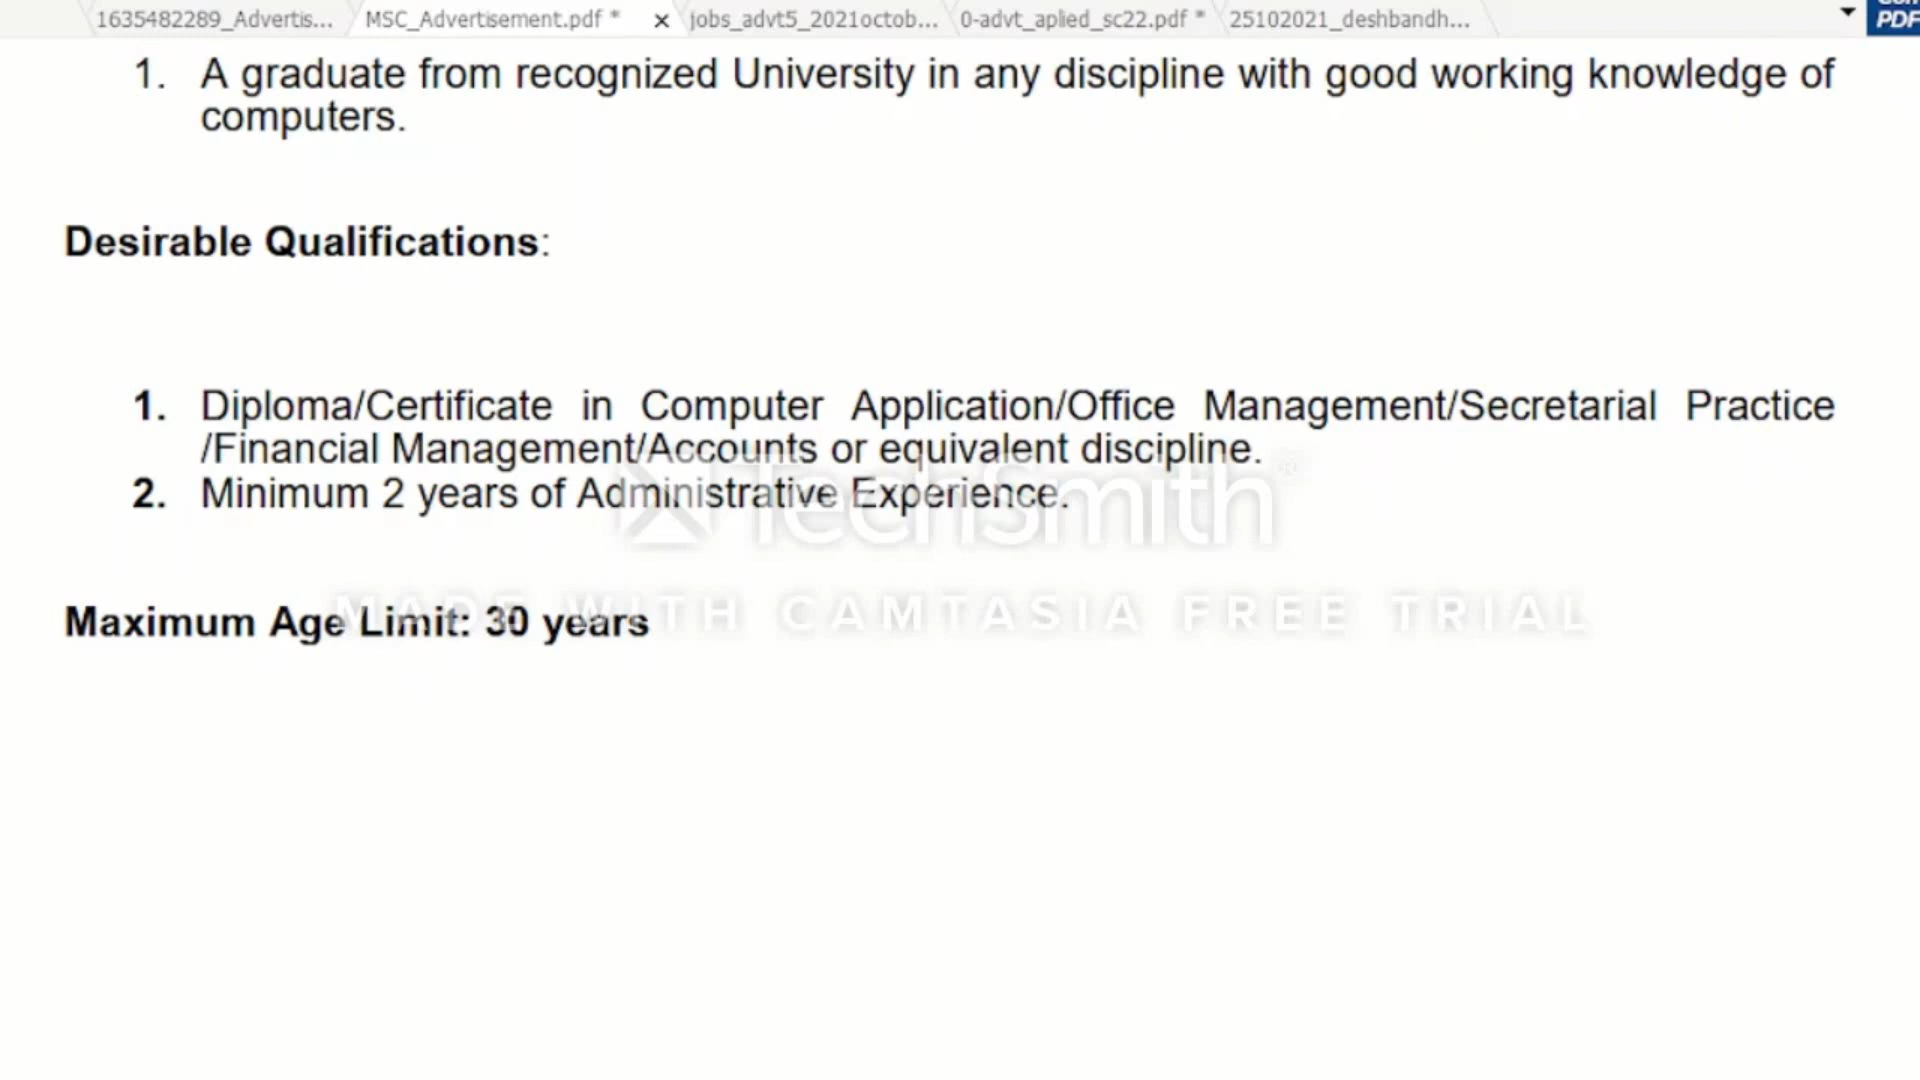 1635482289_Advertis... MSC_Advertisement.pdf * x jobs_advt5_2021octob... 0-advt_aplied_sc22.pdf * 25102021_deshbandh...
PDF
1. A graduate from recognized University in any discipline with good working knowledge of
computers.
Desirable Qualifications:
1. Diploma/Certificate in Computer Application/Office Management/Secretarial Practice
/Financial Management/Accounts or equivalent discipline.
2. Minimum 2 years of Administrative Experience.
TechSmith®
MADE WITH CAMTASIA FREE TRIAL
Maximum Age Limit: 30 years